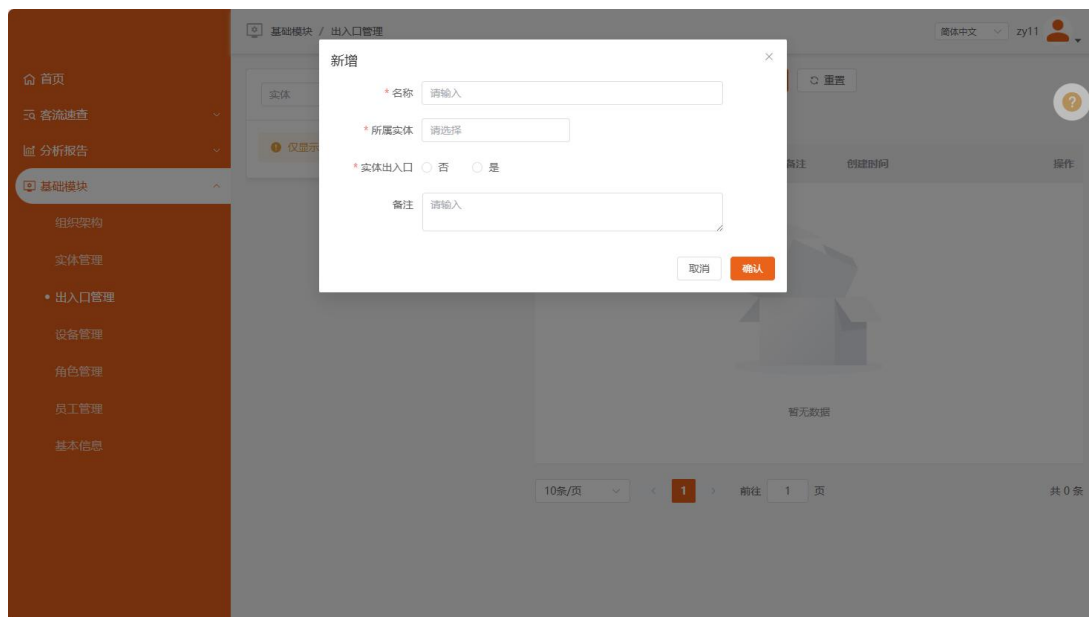 基础模块 / 出入口管理
简体中文
zy11
首页
客流速查
分析报告
基础模块
组织架构
实体管理
出入口管理
设备管理
角色管理
员工管理
基本信息
实体
仅显示
重置
?
新增
* 名称 请输入
* 所属实体 请选择
* 实体出入口 否 是
备注 请输入
取消 确认
备注 创建时间 操作
暂无数据
10条/页 < 1 > 前往 1 页 共 0 条